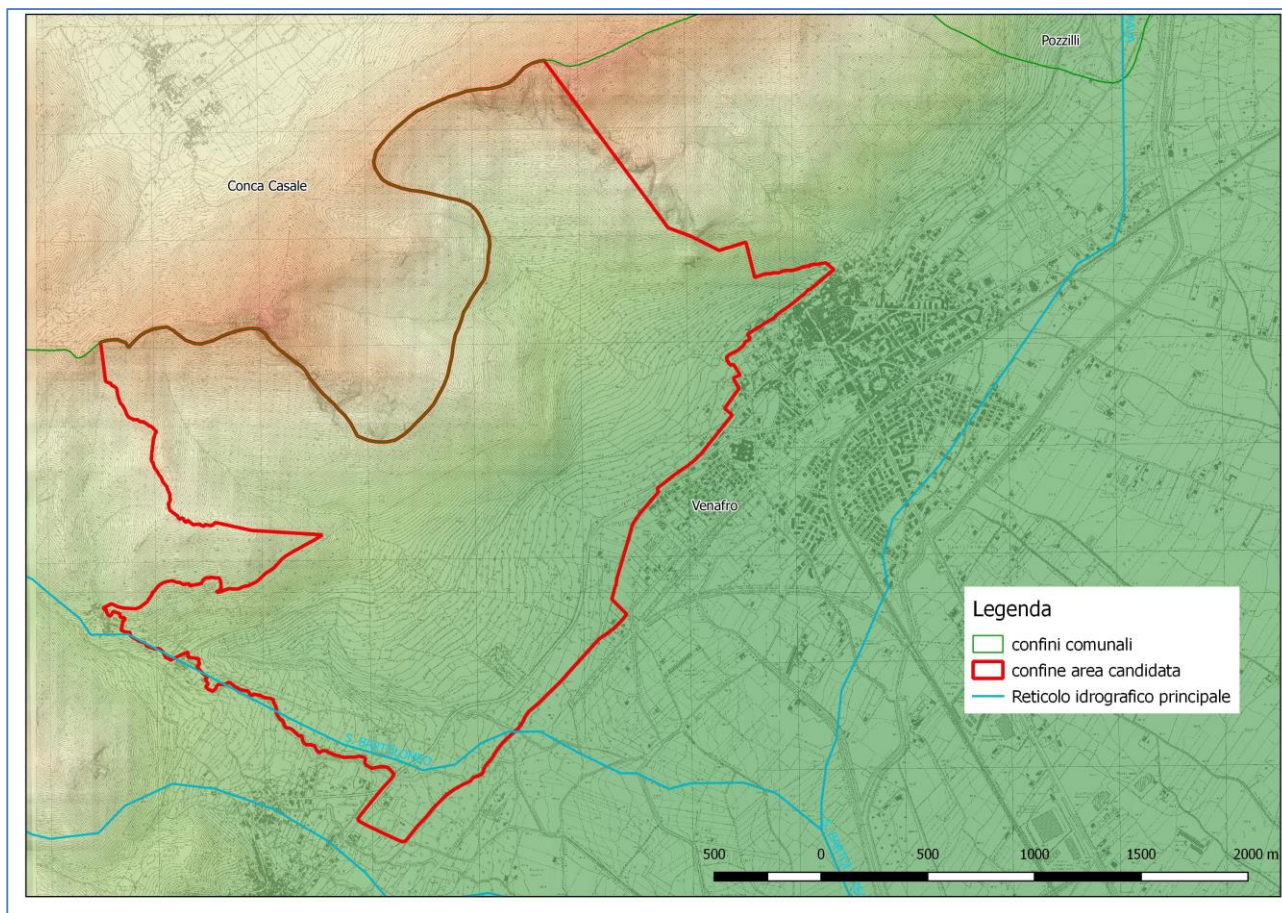 Pozzilli
Conca Casale
Venafro
S. BARTOLOMEO
Legenda
confini comunali
confine area candidata
Reticolo idrografico principale
500 0 500 1000 1500 2000 m